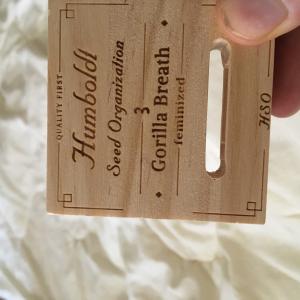 QUALITY FIRST
Humboldt
Seed Organization
3
Gorilla Breath
feminized
HSO